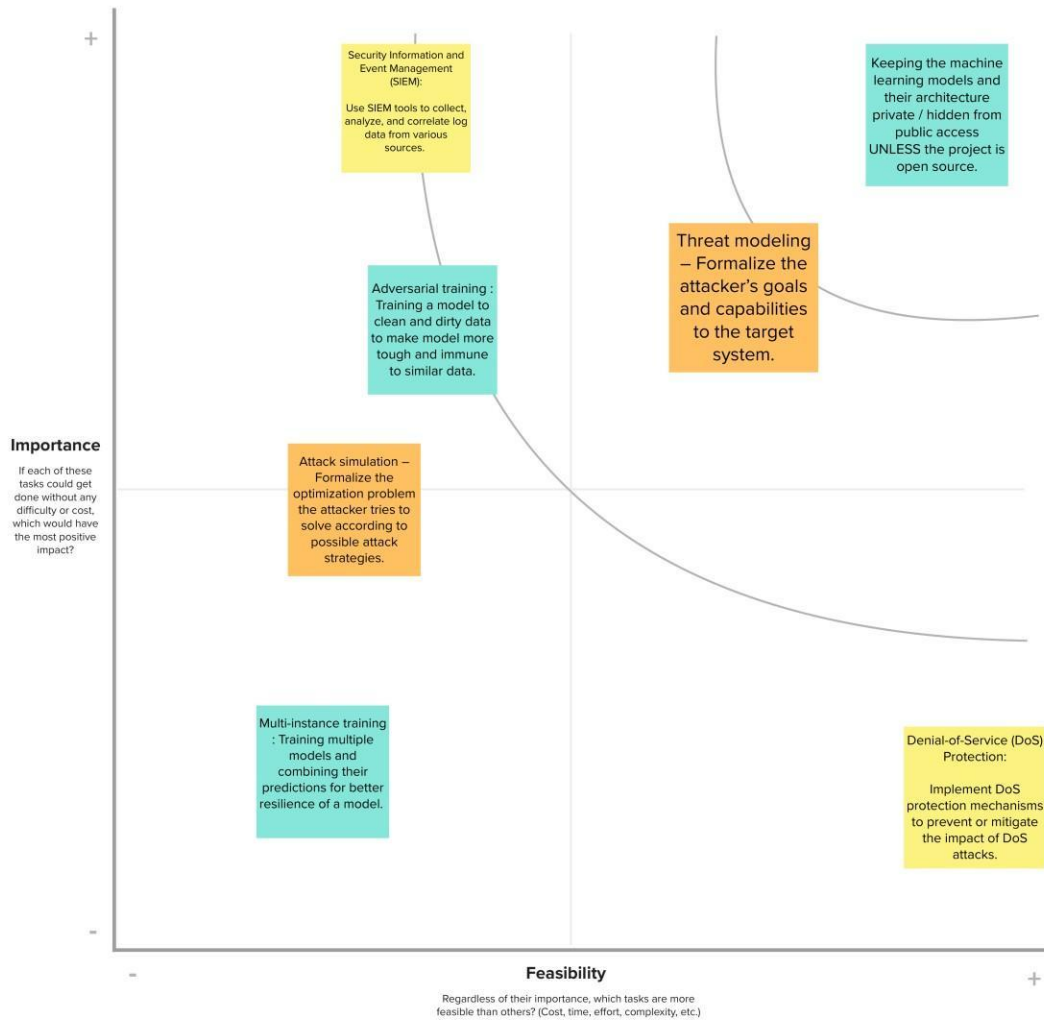 +
Security Information and
Event Management
(SIEM):
Use SIEM tools to collect,
analyze, and correlate log
data from various
sources.
Keeping the machine
learning models and
their architecture
private / hidden from
public access
UNLESS the project is
open source.
Threat modeling
– Formalize the
attacker's goals
and capabilities
to the target
system.
Adversarial training :
Training a model to
clean and dirty data
to make model more
tough and immune
to similar data.
Importance
If each of these
tasks could get
done without any
difficulty or cost,
which would have
the most positive
impact?
Attack simulation –
Formalize the
optimization problem
the attacker tries to
solve according to
possible attack
strategies.
Multi-instance training
: Training multiple
models and
combining their
predictions for better
resilience of a model.
Denial-of-Service (DoS)
Protection:
Implement DoS
protection mechanisms
to prevent or mitigate
the impact of DoS
attacks.
-
-
Feasibility
+
Regardless of their importance, which tasks are more
feasible than others? (Cost, time, effort, complexity, etc.)